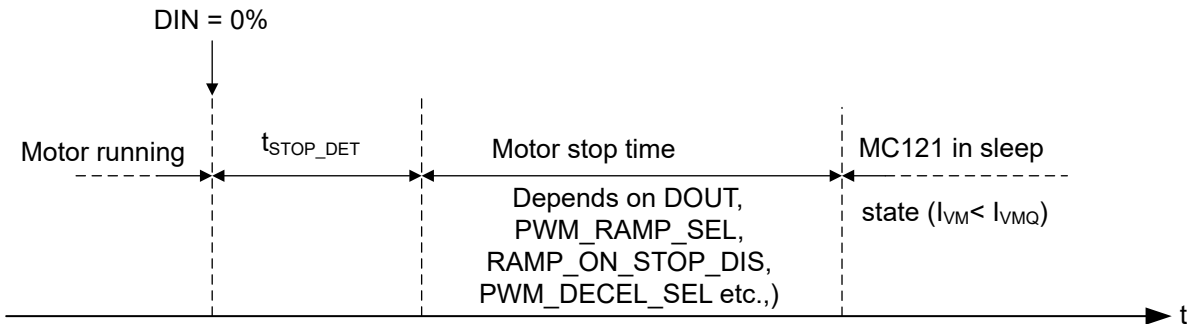 DIN = 0%
Motor running
tSTOP_DET
Motor stop time
MC121 in sleep
Depends on DOUT,
PWM_RAMP_SEL,
RAMP_ON_STOP_DIS,
PWM_DECEL_SEL etc.,)
state (IVM< IVMQ)
t